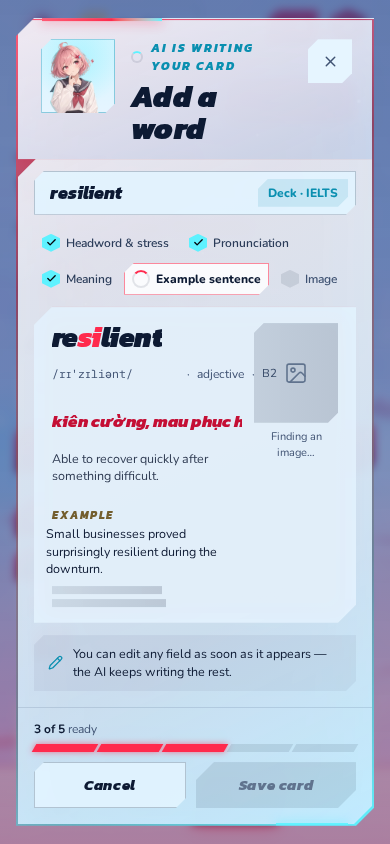 AI IS WRITING
YOUR CARD
Add a
word
resilient
Deck · IELTS
Headword & stress
Pronunciation
Meaning
Example sentence
Image
resilient
/rɪˈzɪliənt/ · adjective · B2
kiên cường, mau phục h
Finding an
image...
Able to recover quickly after
something difficult.
EXAMPLE
Small businesses proved
surprisingly resilient during the
downturn.
You can edit any field as soon as it appears —
the AI keeps writing the rest.
3 of 5 ready
Cancel
Save card